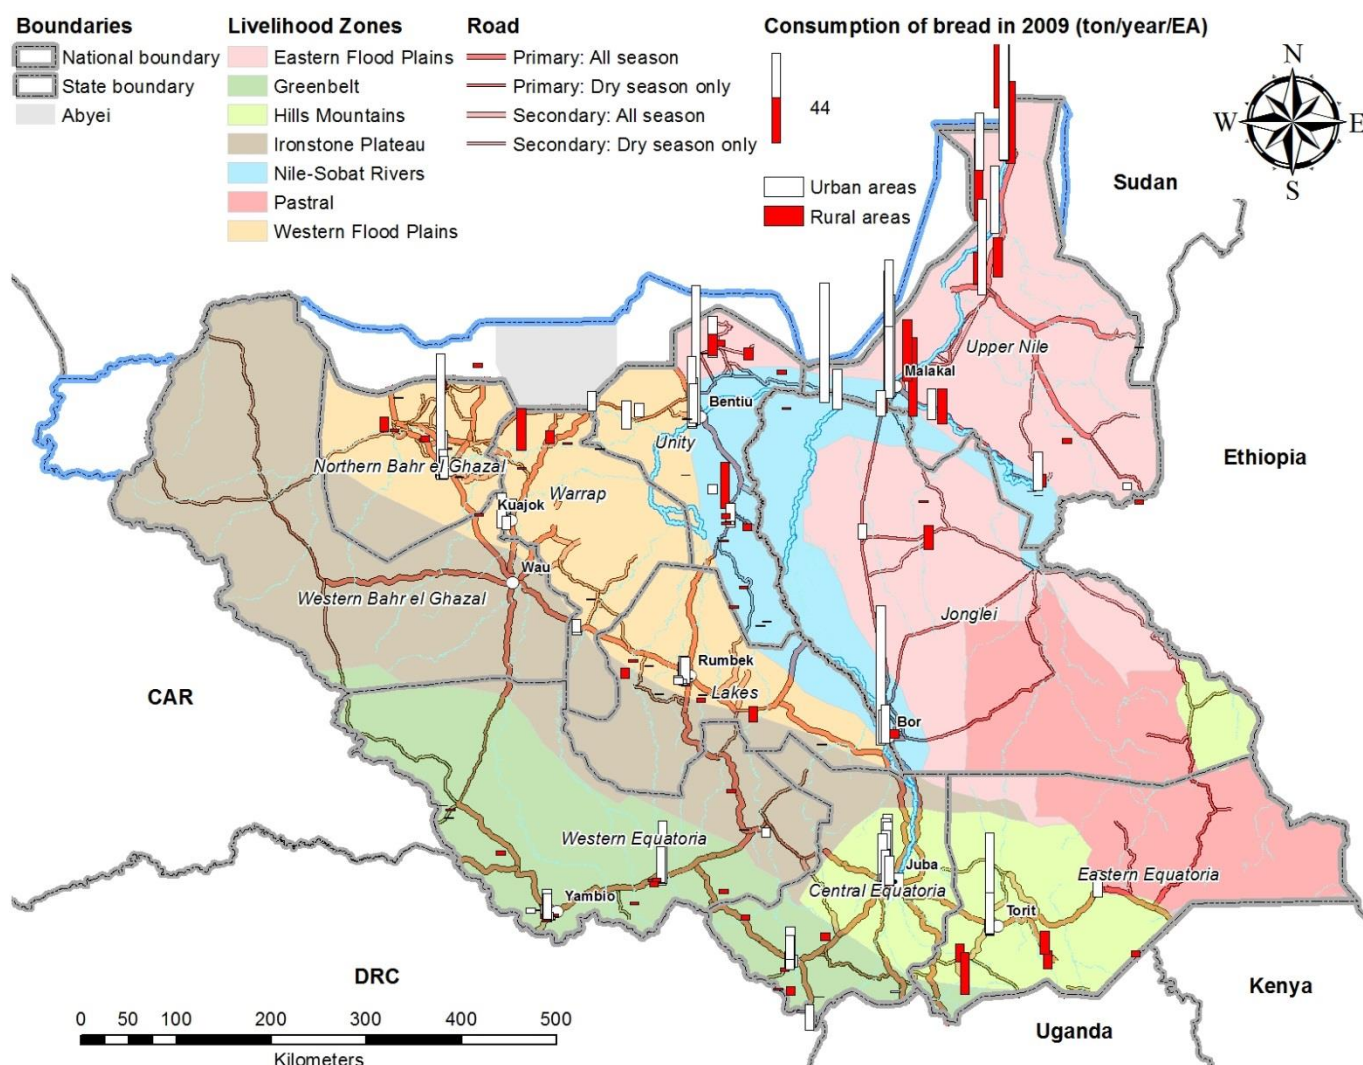 Boundaries
National boundary
State boundary
Abyei
Livelihood Zones
Eastern Flood Plains
Greenbelt
Hills Mountains
Ironstone Plateau
Nile-Sobat Rivers
Pastral
Western Flood Plains
Road
Primary: All season
Primary: Dry season only
Secondary: All season
Secondary: Dry season only
Consumption of bread in 2009 (ton/year/EA)
44
Urban areas
Rural areas
N
W E
S
Sudan
Upper Nile
Malakal
Bentiu
Unity
Ethiopia
Northern Bahr el Ghazal
Warrap
Kuajok
Wau
Western Bahr el Ghazal
Jonglei
Rumbek
Lakes
CAR
Bor
Western Equatoria
Juba
Central Equatoria
Eastern Equatoria
Yambio
Torit
DRC
Kenya
Uganda
0 50 100 200 300 400 500
Kilometers